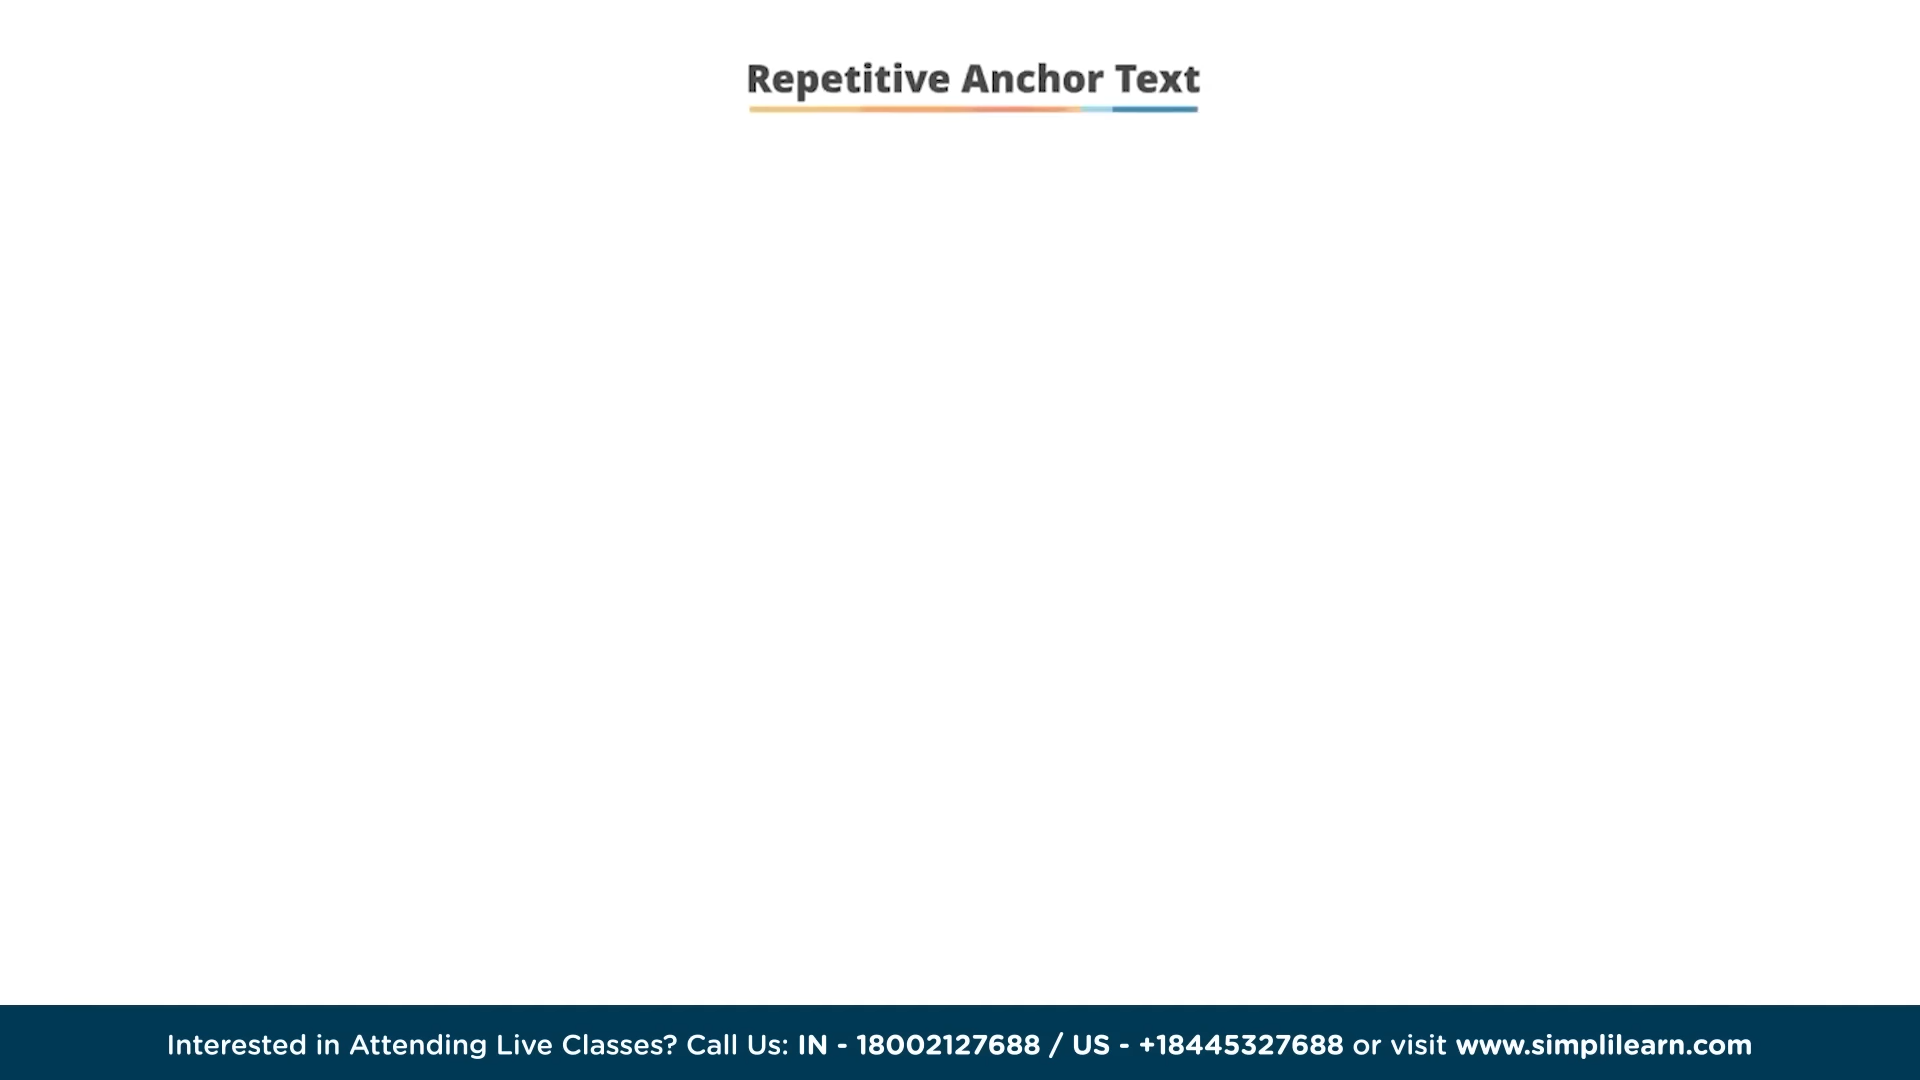 Repetitive Anchor Text
Interested in Attending Live Classes? Call Us: IN - 18002127688 / US - +18445327688 or visit www.simplilearn.com